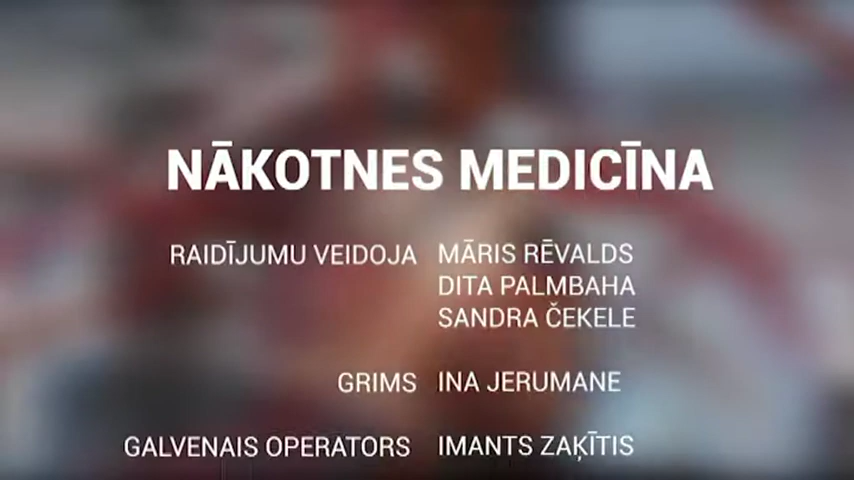 NĀKOTNES MEDICĪNA
RAIDĪJUMU VEIDOJA MĀRIS RĒVALDS
DITA PALMBAHA
SANDRA ČEKELE
GRIMS INA JERUMANE
GALVENAIS OPERATORS IMANTS ZAĶĪTIS